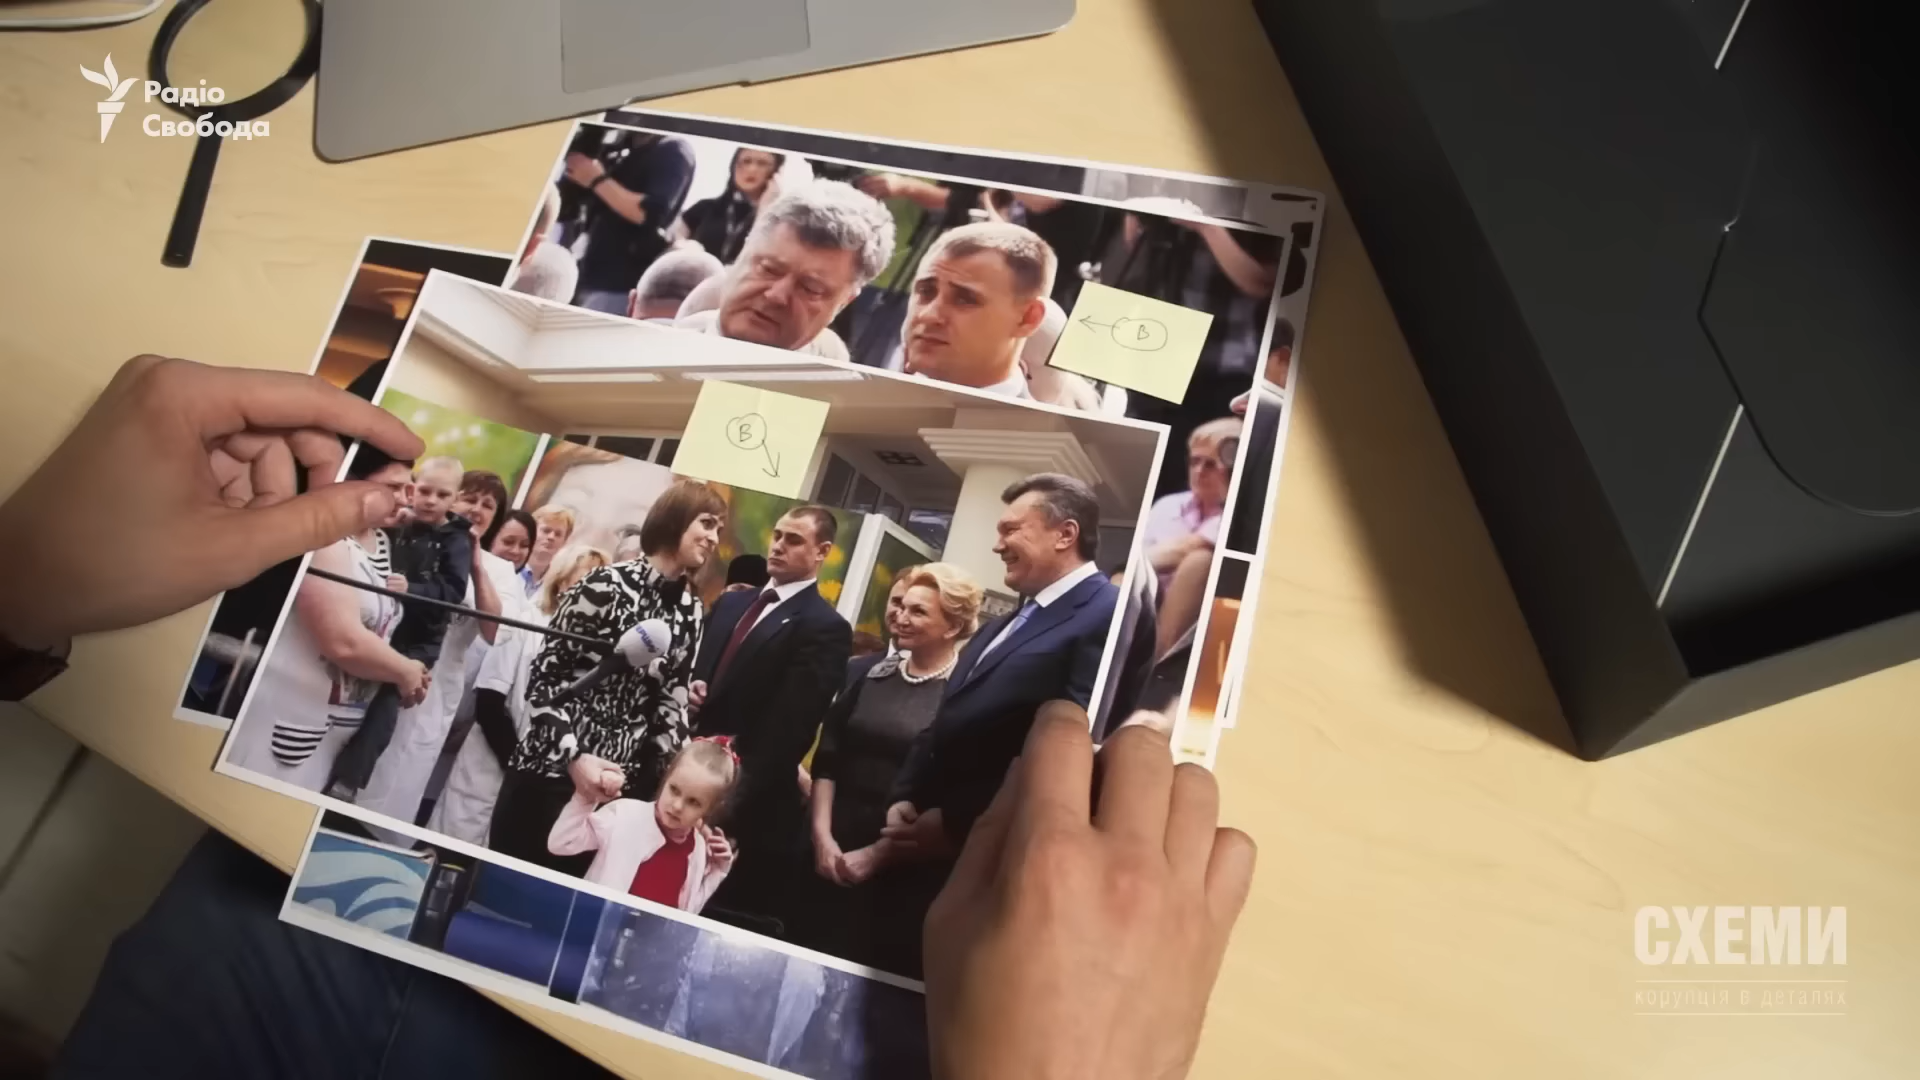 Радіо
Свобода
В
В
СХЕМИ
корупція в деталях